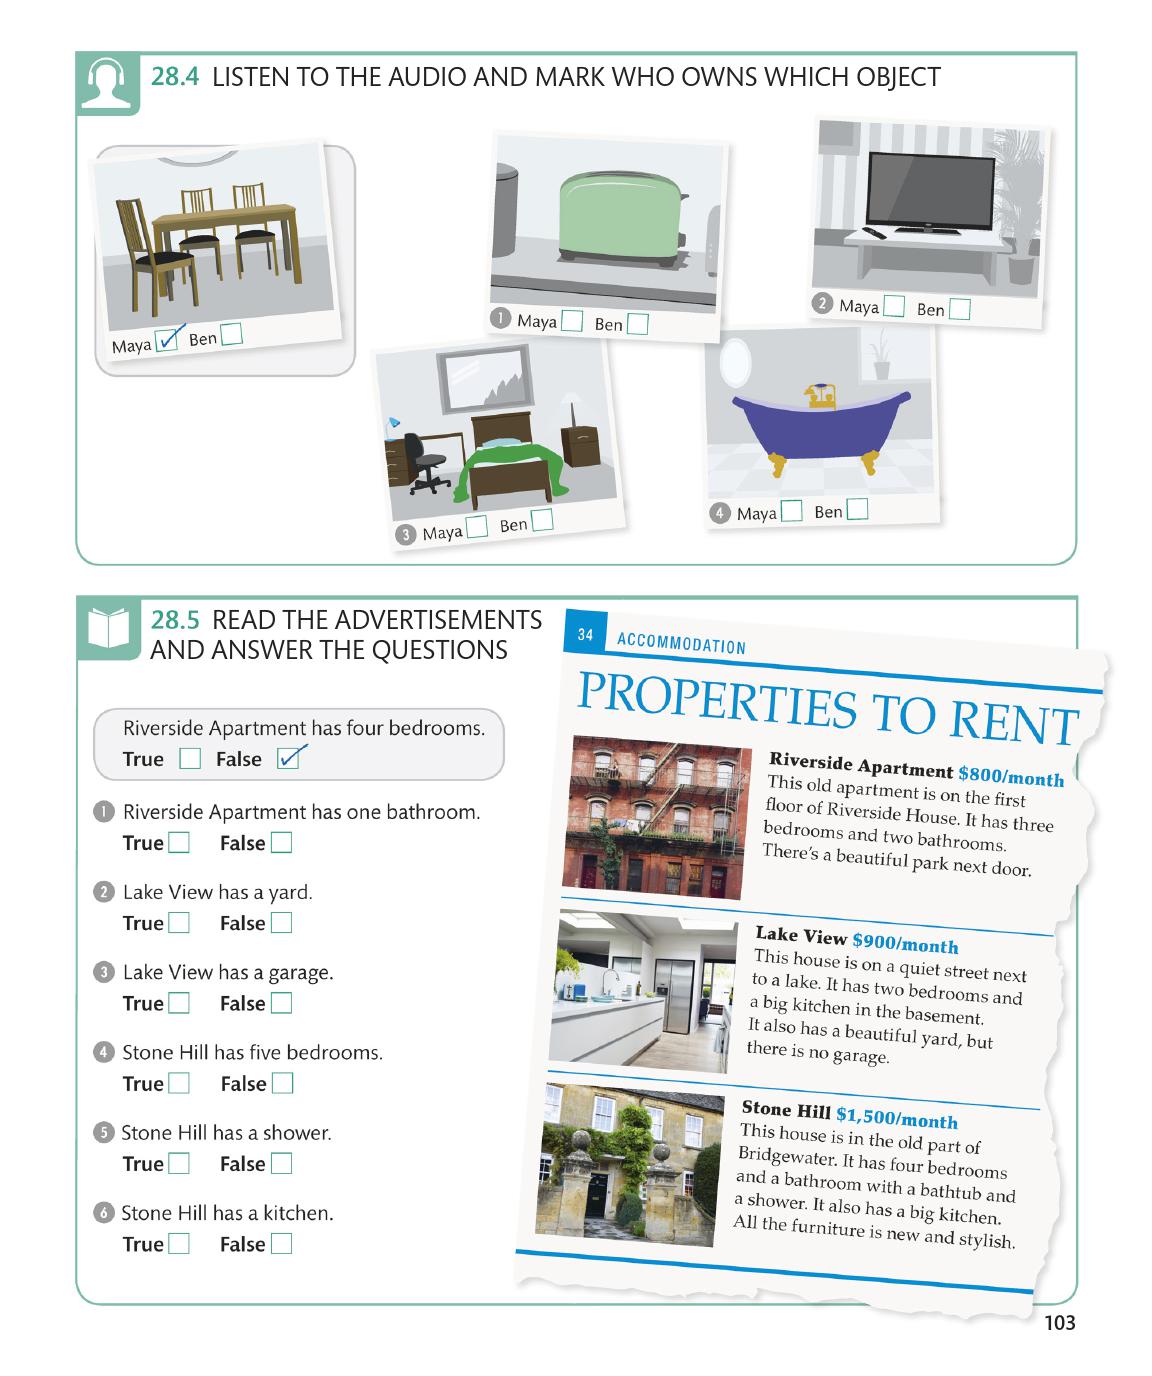 28.4 LISTEN TO THE AUDIO AND MARK WHO OWNS WHICH OBJECT
Maya Ben
1 Maya Ben
2 Maya Ben
3 Maya Ben
4 Maya Ben
28.5 READ THE ADVERTISEMENTS
AND ANSWER THE QUESTIONS
Riverside Apartment has four bedrooms.
True False
1 Riverside Apartment has one bathroom.
True False
2 Lake View has a yard.
True False
3 Lake View has a garage.
True False
4 Stone Hill has five bedrooms.
True False
5 Stone Hill has a shower.
True False
6 Stone Hill has a kitchen.
True False
34 ACCOMMODATION
PROPERTIES TO RENT
Riverside Apartment $800/month
This old apartment is on the first
floor of Riverside House. It has three
bedrooms and two bathrooms.
There's a beautiful park next door.
Lake View $900/month
This house is on a quiet street next
to a lake. It has two bedrooms and
a big kitchen in the basement.
It also has a beautiful yard, but
there is no garage.
Stone Hill $1,500/month
This house is in the old part of
Bridgewater. It has four bedrooms
and a bathroom with a bathtub and
a shower. It also has a big kitchen.
All the furniture is new and stylish.
103